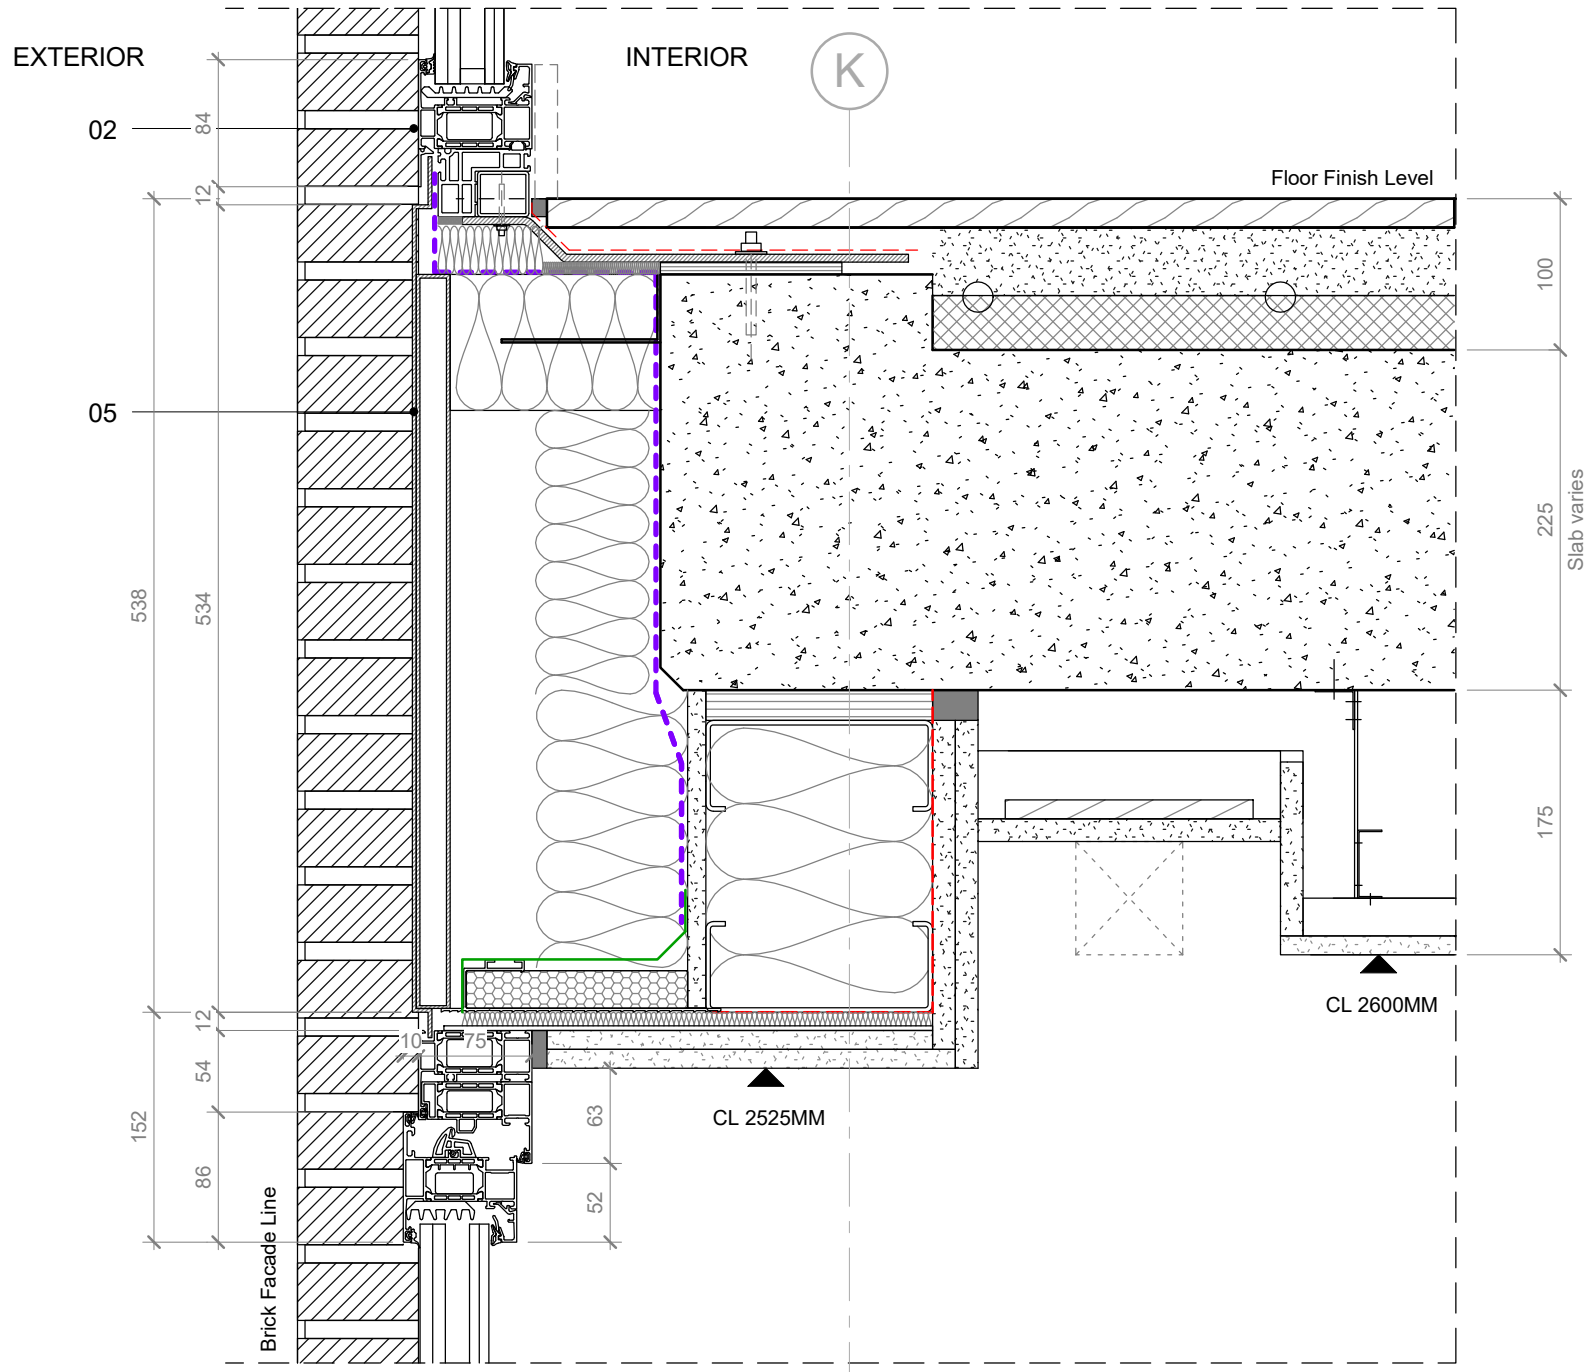 EXTERIOR
INTERIOR
K
02
84
12
Floor Finish Level
100
05
538
534
225
Slab varies
175
CL 2600MM
12
10
75
54
152
63
CL 2525MM
86
52
Brick Facade Line